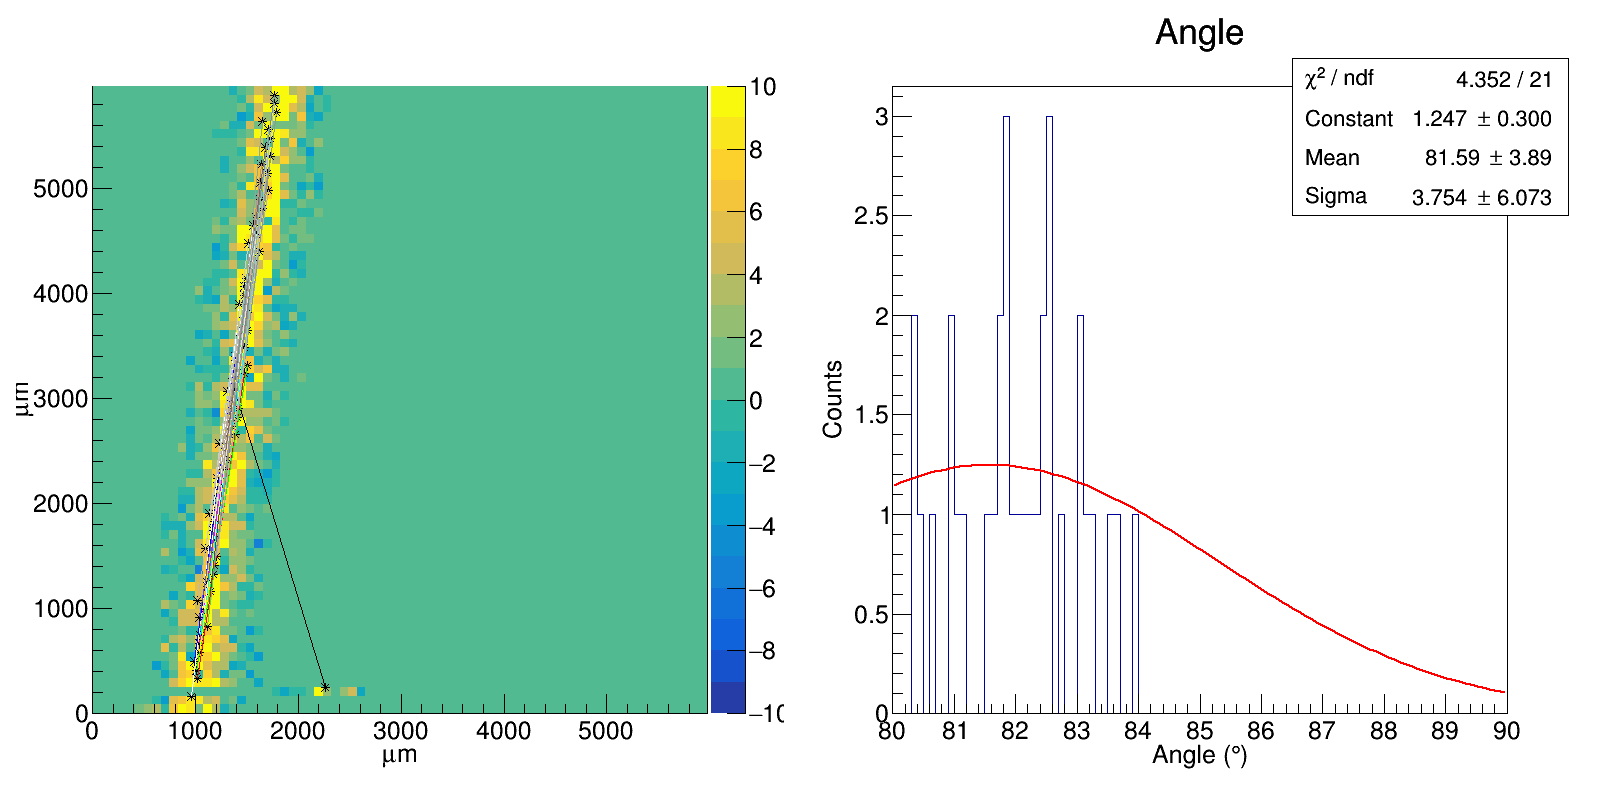 Angle
χ² / ndf 4.352 / 21
Constant 1.247 ± 0.300
Mean 81.59 ± 3.89
Sigma 3.754 ± 6.073
μm
5000
4000
3000
2000
1000
0
0 1000 2000 3000 4000 5000
μm
10
8
6
4
2
0
−2
−4
−6
−8
−10
Counts
3
2.5
2
1.5
1
0.5
0
80 81 82 83 84 85 86 87 88 89 90
Angle (°)